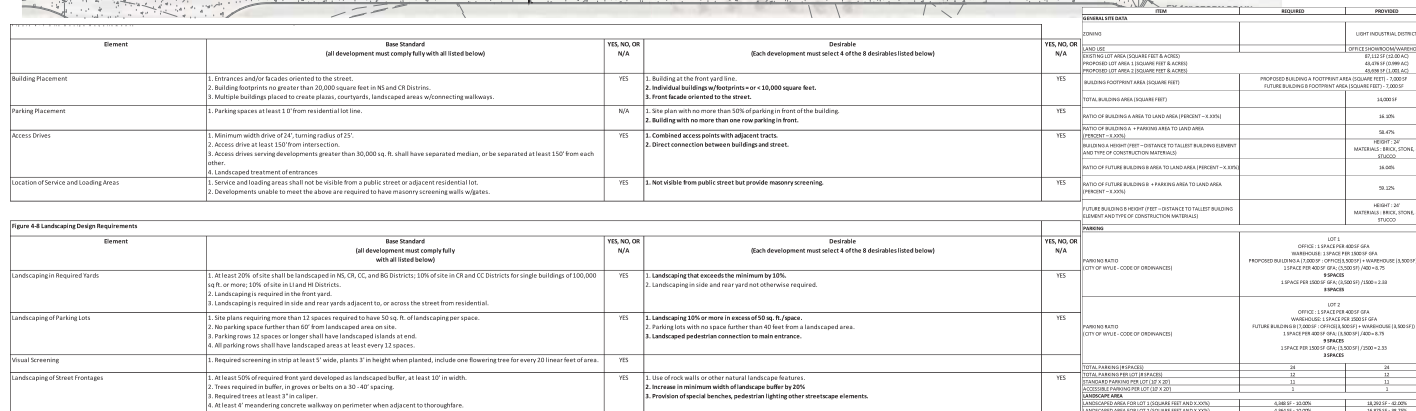 Element
Base Standard
(all development must comply fully with all listed below)
YES, NO, OR
N/A
Desirable
(Each development must select 4 of the 8 desirables listed below)
YES, NO, OR
N/A
Building Placement
1. Entrances and/or facades oriented to the street.
2. Building footprints no greater than 20,000 square feet in NS and CR Distrins.
3. Multiple buildings placed to create plazas, courtyards, landscaped areas w/connecting walkways.
YES
1. Building at the front yard line.
2. Individual buildings w/footprints = or < 10,000 square feet.
3. Front facade oriented to the street.
Parking Placement
1. Parking spaces at least 1 0' from residential lot line.
N/A
1. Site plan with no more than 50% of parking in front of the building.
2. Building with no more than one row parking in front.
Access Drives
1. Minimum width drive of 24', turning radius of 25'.
2. Access drive at least 150' from intersection.
3. Access drives serving developments greater than 30,000 sq. ft. shall have separated median, or be separated at least 150' from each
other.
4. Landscaped treatment of entrances
YES
1. Combined access points with adjacent tracts.
2. Direct connection between buildings and street.
Location of Service and Loading Areas
1. Service and loading areas shall not be visible from a public street or adjacent residential lot.
2. Developments unable to meet the above are required to have masonry screening walls w/gates.
YES
1. Not visible from public street but provide masonry screening.
Figure 4-8 Landscaping Design Requirements
Element
Base Standard
(all development must comply fully
with all listed below)
YES, NO, OR
N/A
Desirable
(Each development must select 4 of the 8 desirables listed below)
YES, NO, OR
N/A
Landscaping in Required Yards
1. At least 20% of site shall be landscaped in NS, CR, CC, and BG Districts; 10% of site in CR and CC Districts for single buildings of 100,000
sq ft. or more; 10% of site in LI and HI Districts.
2. Landscaping is required in the front yard.
3. Landscaping is required in side and rear yards adjacent to, or across the street from residential.
YES
1. Landscaping that exceeds the minimum by 10%.
2. Landscaping in side and rear yard not otherwise required.
Landscaping of Parking Lots
1. Site plans requiring more than 12 spaces required to have 50 sq. ft. of landscaping per space.
2. No parking space further than 60' from landscaped area on site.
3. Parking rows 12 spaces or longer shall have landscaped islands at end.
4. All parking rows shall have landscaped areas at least every 12 spaces.
YES
1. Landscaping 10% or more in excess of 50 sq. ft./space.
2. Parking lots with no space further than 40 feet from a landscaped area.
3. Landscaped pedestrian connection to main entrance.
Visual Screening
1. Required screening in strip at least 5' wide, plants 3' in height when planted, include one flowering tree for every 20 linear feet of area.
YES
Landscaping of Street Frontages
1. At least 50% of required front yard developed as landscaped buffer, at least 10' in width.
2. Trees required in buffer, in groves or belts on a 30 - 40' spacing.
3. Required trees at least 3" in caliper.
4. At least 4' meandering concrete walkway on perimeter when adjacent to thoroughfare.
YES
1. Use of rock walls or other natural landscape features.
2. Increase in minimum width of landscape buffer by 20%
3. Provision of special benches, pedestrian lighting other streetscape elements.
ITEM
REQUIRED
PROVIDED
GENERAL SITE DATA
ZONING
LIGHT INDUSTRIAL DISTRICT
LAND USE
OFFICE SHOWROOM/WAREHO
EXISTING LOT AREA (SQUARE FEET & ACRES)
87,112 SF (±2.00 AC)
PROPOSED LOT AREA 1 (SQUARE FEET & ACRES)
43,476 SF (0.999 AC)
PROPOSED LOT AREA 2 (SQUARE FEET & ACRES)
43,636 SF (1.001 AC)
BUILDING FOOTPRINT AREA (SQUARE FEET)
PROPOSED BUILDING A FOOTPRINT AREA (SQUARE FEET) - 7,000 SF
FUTURE BUILDING B FOOTPRINT AREA (SQUARE FEET) - 7,000 SF
TOTAL BUILDING AREA (SQUARE FEET)
14,000 SF
RATIO OF BUILDING A AREA TO LAND AREA (PERCENT – X.XX%)
16.10%
RATIO OF BUILDING A + PARKING AREA TO LAND AREA
(PERCENT – X.XX%)
58.47%
BUILDING A HEIGHT (FEET – DISTANCE TO TALLEST BUILDING ELEMENT
AND TYPE OF CONSTRUCTION MATERIALS)
HEIGHT : 24'
MATERIALS : BRICK, STONE,
STUCCO
RATIO OF FUTURE BUILDING B AREA TO LAND AREA (PERCENT – X.XX%)
16.04%
RATIO OF FUTURE BUILDING B + PARKING AREA TO LAND AREA
(PERCENT – X.XX%)
59.12%
FUTURE BUILDING B HEIGHT (FEET – DISTANCE TO TALLEST BUILDING
ELEMENT AND TYPE OF CONSTRUCTION MATERIALS)
HEIGHT : 24'
MATERIALS : BRICK, STONE,
STUCCO
PARKING
PARKING RATIO
(CITY OF WYLIE - CODE OF ORDINANCES)
LOT 1
OFFICE : 1 SPACE PER 400 SF GFA
WAREHOUSE: 1 SPACE PER 1500 SF GFA
PROPOSED BUILDING A (7,000 SF : OFFICE(3,500 SF) + WAREHOUSE (3,500 SF)
1 SPACE PER 400 SF GFA; (3,500 SF) /400 = 8.75
9 SPACES
1 SPACE PER 1500 SF GFA; (3,500 SF) /1500 = 2.33
3 SPACES
PARKING RATIO
(CITY OF WYLIE - CODE OF ORDINANCES)
LOT 2
OFFICE : 1 SPACE PER 400 SF GFA
WAREHOUSE: 1 SPACE PER 1500 SF GFA
FUTURE BUILDING B (7,000 SF : OFFICE(3,500 SF) + WAREHOUSE (3,500 SF))
1 SPACE PER 400 SF GFA; (3,500 SF) /400 = 8.75
9 SPACES
1 SPACE PER 1500 SF GFA; (3,500 SF) /1500 = 2.33
3 SPACES
TOTAL PARKING (# SPACES)
24
24
TOTAL PARKING PER LOT (# SPACES)
12
12
STANDARD PARKING PER LOT (10' X 20')
11
11
ACCESSIBLE PARKING PER LOT
1
1
LANDSCAPE AREA
LANDSCAPED AREA FOR LOT 1 (SQUARE FEET AND X.XX%)
4,348 SF - 10.00%
18,292 SF - 42.00%